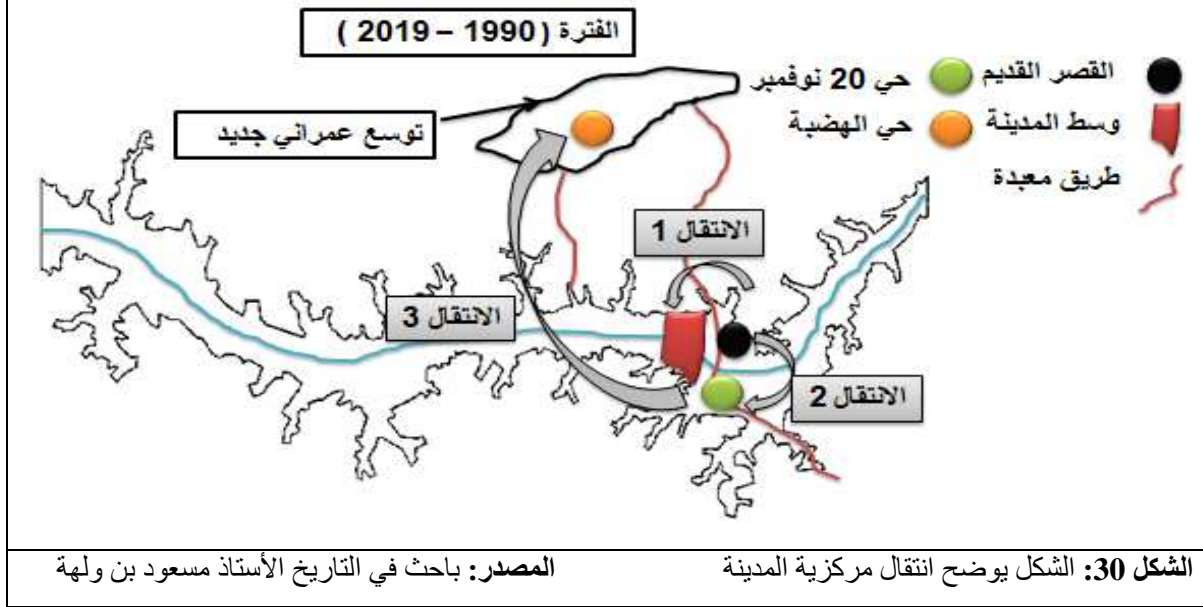 الفترة ( 1990 – 2019 )
القصر القديم
حي 20 نوفمبر
وسط المدينة
حي الهضبة
طريق معبدة
توسع عمراني جديد
الانتقال 1
الانتقال 3
الانتقال 2
الشكل 30: الشكل يوضح انتقال مركزية المدينة المصدر: باحث في التاريخ الأستاذ مسعود بن ولهة